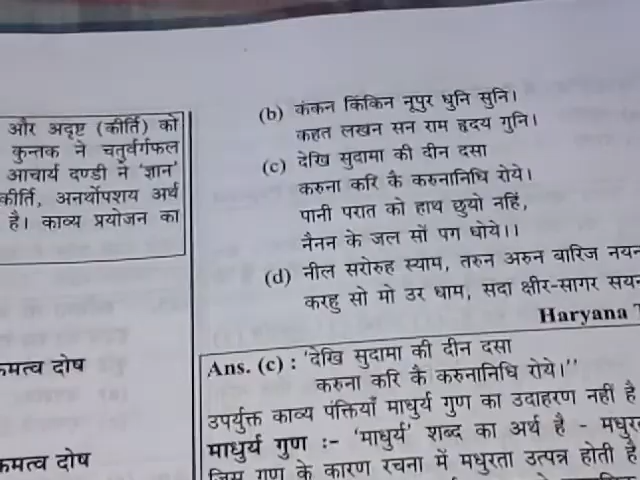 और अदृष्ट (कीर्ति) को
कुन्तक ने चतुर्वर्गफल
आचार्य दण्डी ने 'ज्ञान'
कीर्ति, अनर्थोपशय अर्थ
है। काव्य प्रयोजन का
मत्व दोष
मत्व दोष
(b) कंकन किंकिन नूपुर धुनि सुनि।
कहत लखन सन राम हृदय गुनि।
(c) देखि सुदामा की दीन दसा
करुना करि कै करुनानिधि रोये।
पानी परात को हाथ छुयो नहिं,
नैनन के जल सों पग धोये।।
(d) नील सरोरुह स्याम, तरुन अरुन बारिज नयन
करहु सो मो उर धाम, सदा क्षीर-सागर सयन
Haryana
Ans. (c) : 'देखि सुदामा की दीन दसा
करुना करि कै करुनानिधि रोये।"
उपर्युक्त काव्य पंक्तियाँ माधुर्य गुण का उदाहरण नहीं है
माधुर्य गुण :- 'माधुर्य' शब्द का अर्थ है - मधुर
जिस गुण के कारण रचना में मधुरता उत्पन्न होती है